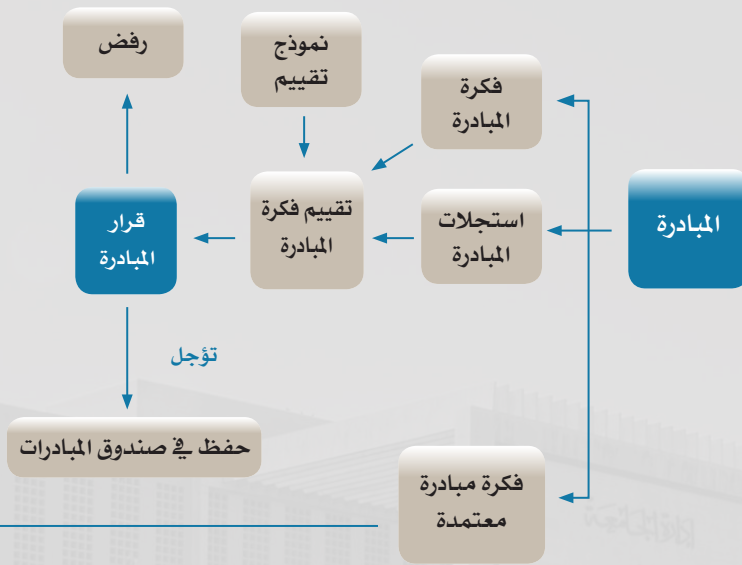 المبادرة
فكرة
المبادرة
استجلات
المبادرة
فكرة مبادرة
معتمدة
نموذج
تقييم
تقييم فكرة
المبادرة
قرار
المبادرة
رفض
تؤجل
حفظ في صندوق المبادرات